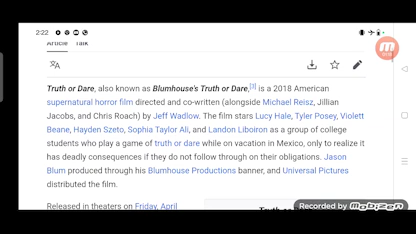 2:22
Article Talk
Truth or Dare, also known as Blumhouse's Truth or Dare,[3] is a 2018 American
supernatural horror film directed and co-written (alongside Michael Reisz, Jillian
Jacobs, and Chris Roach) by Jeff Wadlow. The film stars Lucy Hale, Tyler Posey, Violett
Beane, Hayden Szeto, Sophia Taylor Ali, and Landon Liboiron as a group of college
students who play a game of truth or dare while on vacation in Mexico, only to realize it
has deadly consequences if they do not follow through on their obligations. Jason
Blum produced through his Blumhouse Productions banner, and Universal Pictures
distributed the film.
Released in theaters on Friday, April
Truth or Dare
Recorded by Mobizen